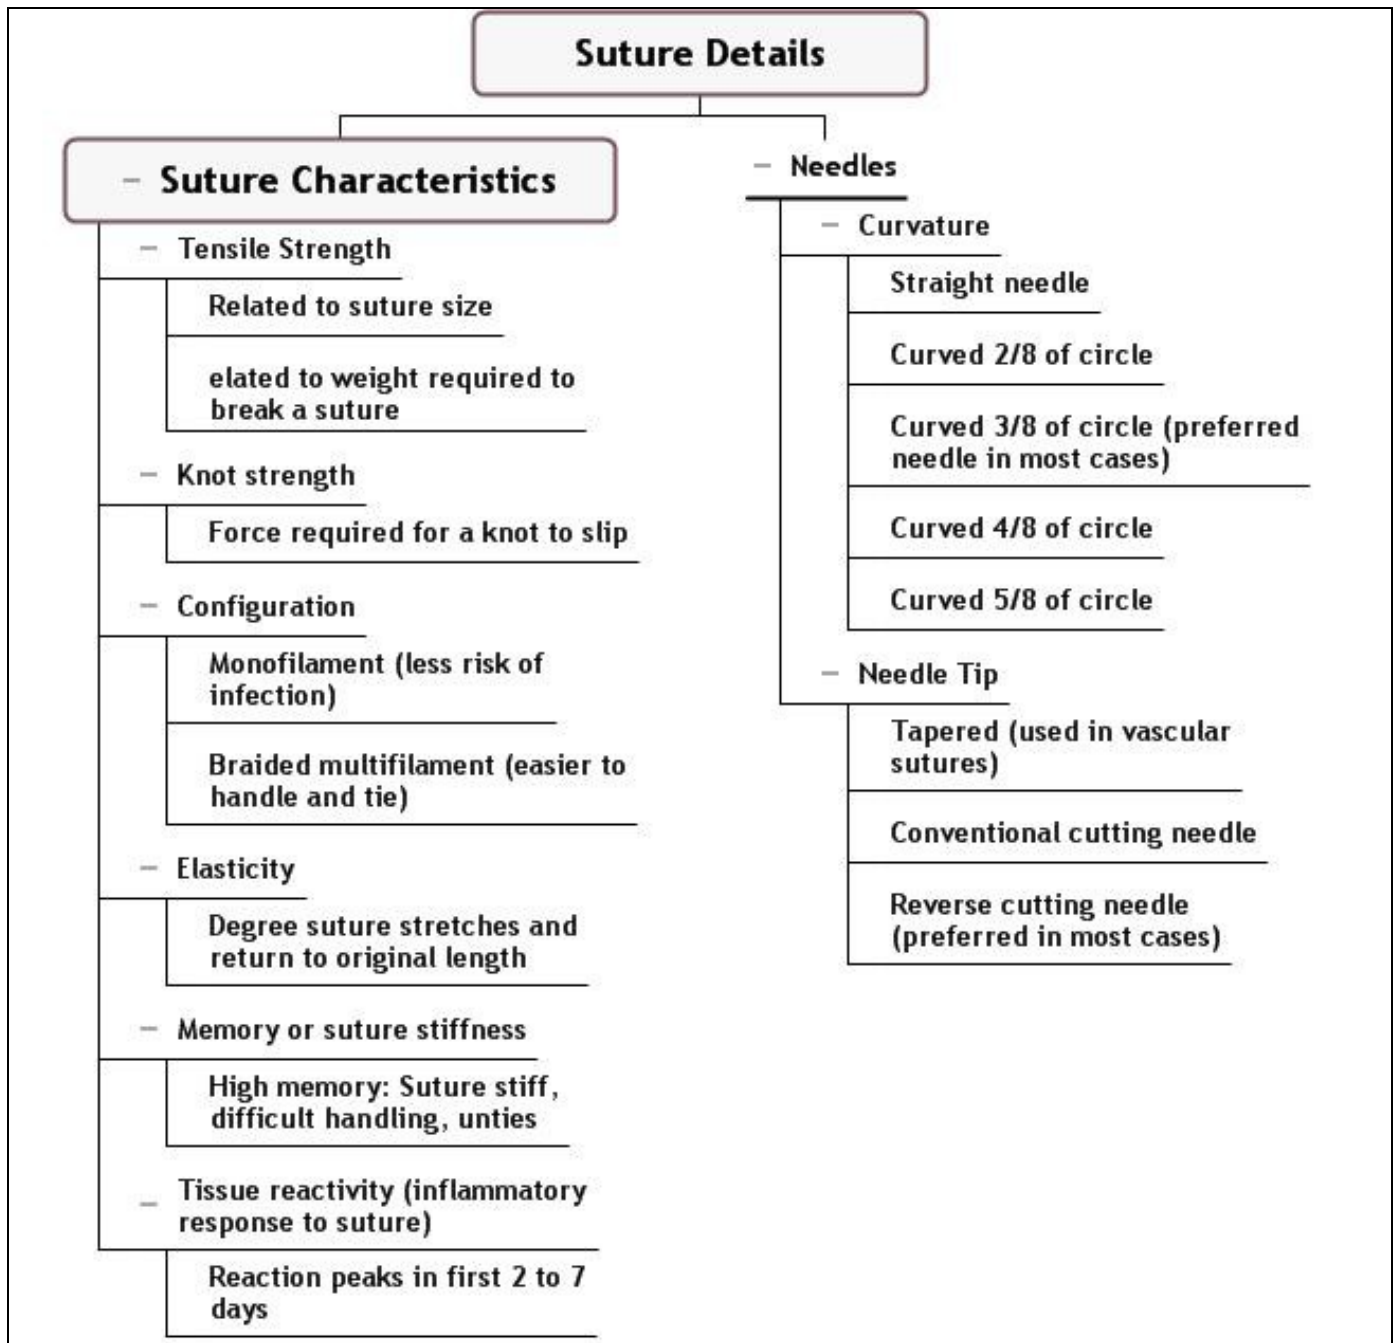 Suture Details
− Suture Characteristics
− Tensile Strength
Related to suture size
elated to weight required to
break a suture
− Knot strength
Force required for a knot to slip
− Configuration
Monofilament (less risk of
infection)
Braided multifilament (easier to
handle and tie)
− Elasticity
Degree suture stretches and
return to original length
− Memory or suture stiffness
High memory: Suture stiff,
difficult handling, unties
− Tissue reactivity (inflammatory
response to suture)
Reaction peaks in first 2 to 7
days
− Needles
− Curvature
Straight needle
Curved 2/8 of circle
Curved 3/8 of circle (preferred
needle in most cases)
Curved 4/8 of circle
Curved 5/8 of circle
− Needle Tip
Tapered (used in vascular
sutures)
Conventional cutting needle
Reverse cutting needle
(preferred in most cases)